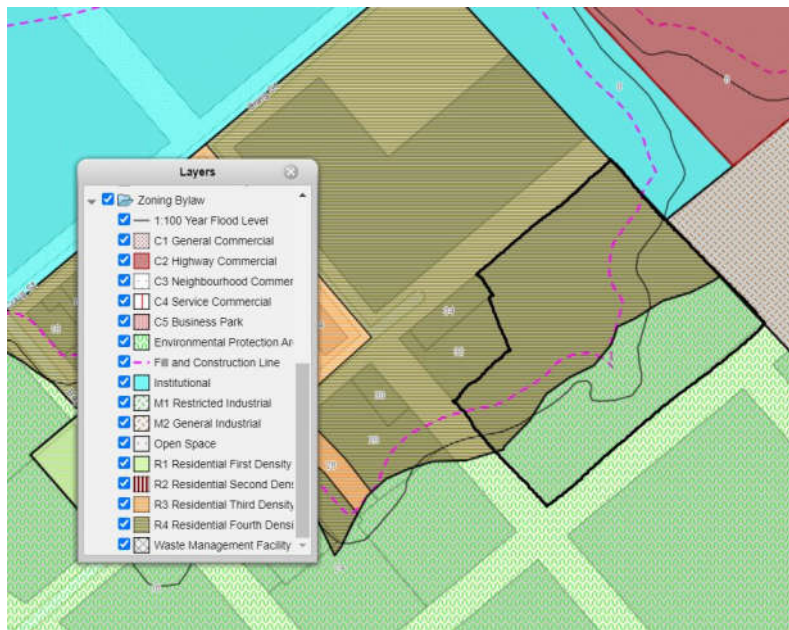 Layers
Zoning Bylaw
1:100 Year Flood Level
C1 General Commercial
C2 Highway Commercial
C3 Neighbourhood Commer
C4 Service Commercial
C5 Business Park
Environmental Protection Ar
Fill and Construction Line
Institutional
M1 Restricted Industrial
M2 General Industrial
Open Space
R1 Residential First Density
R2 Residential Second Dens
R3 Residential Third Density
R4 Residential Fourth Densi
Waste Management Facility